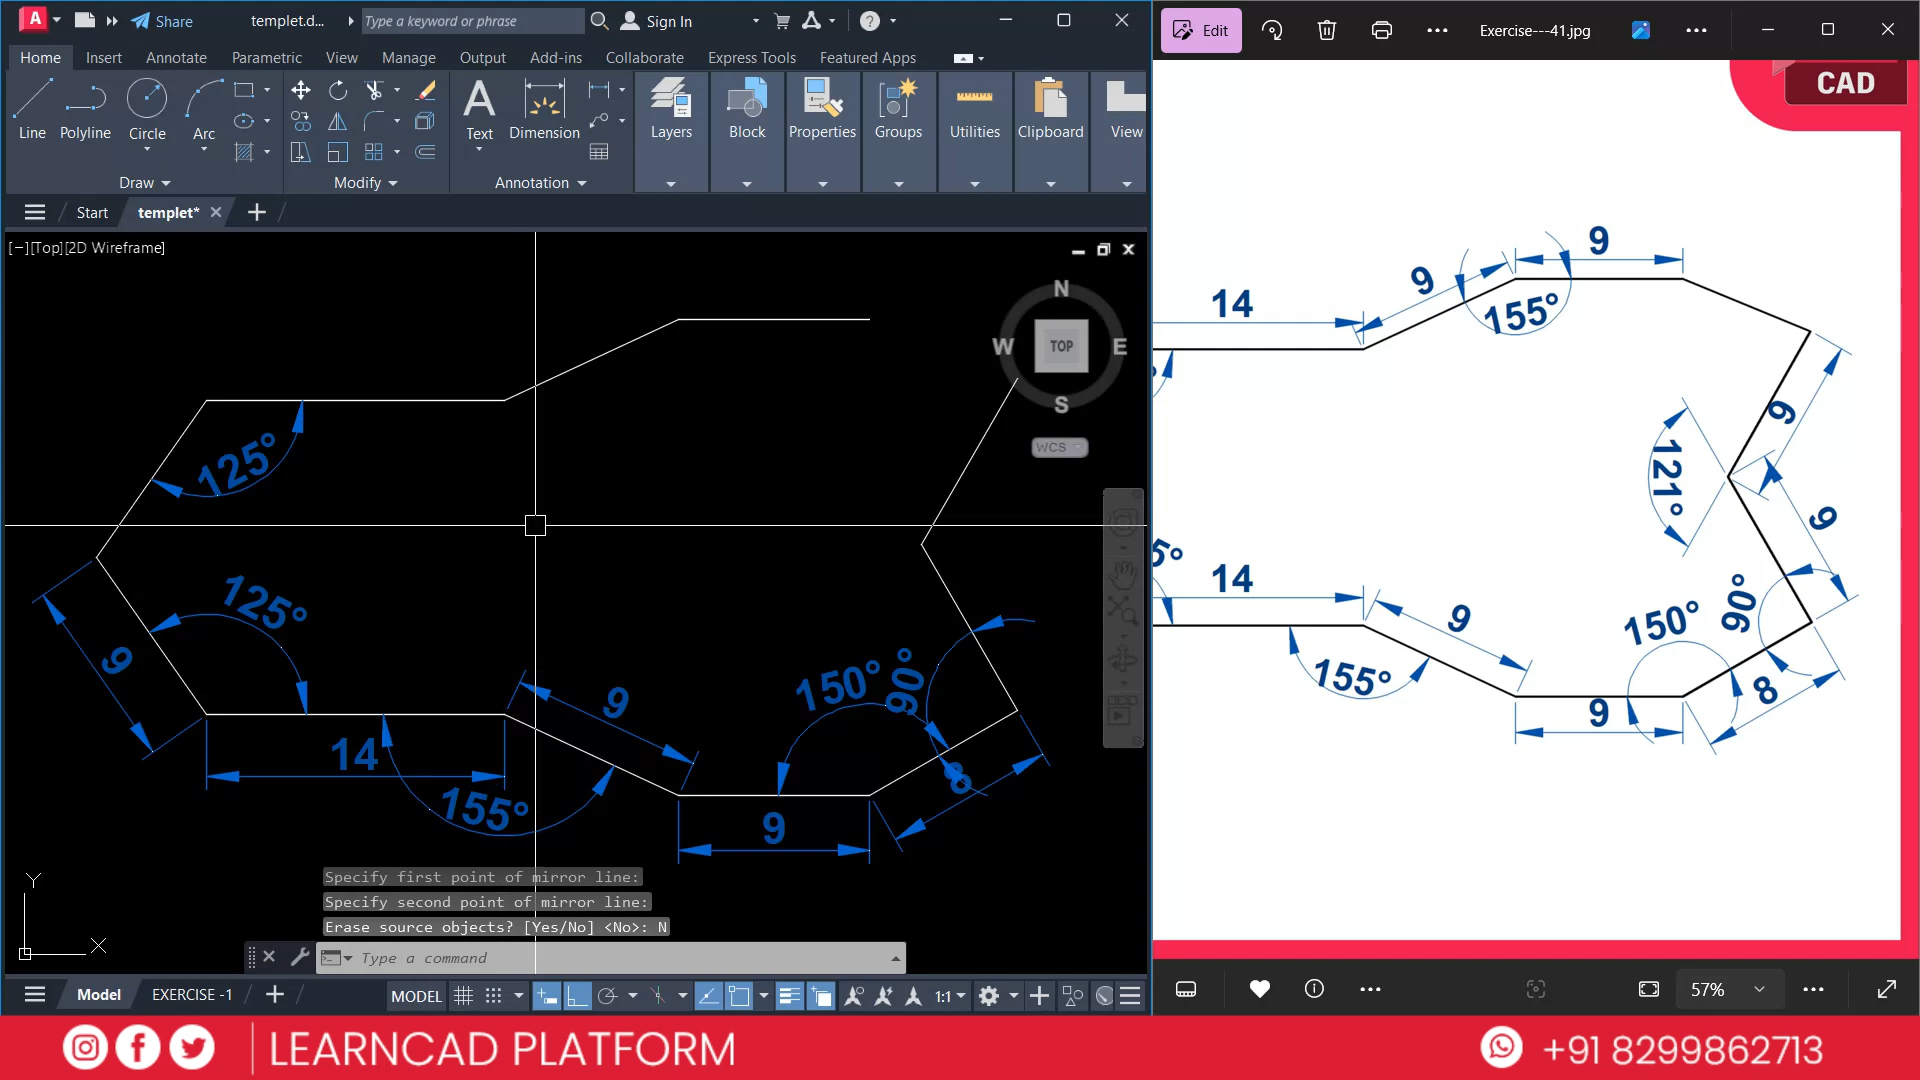 A
Share
templet.d...
Type a keyword or phrase
Sign In
Home Insert Annotate Parametric View Manage Output Add-ins Collaborate Express Tools Featured Apps
Line Polyline Circle Arc Text Dimension Layers Block Properties Groups Utilities Clipboard View
Draw Modify Annotation
Start templet*
[−][Top][2D Wireframe]
N
W TOP E
S
WCS
125°
125°
9
14
155°
9
9
150°
90°
8
Specify first point of mirror line:
Specify second point of mirror line:
Erase source objects? [Yes/No] <No>: N
Type a command
Y
X
Model EXERCISE -1
MODEL 1:1
Edit
Exercise---41.jpg
CAD
14
9
155°
9
9
121°
9
90°
150°
8
14
5°
155°
9
9
57%
LEARNCAD PLATFORM
+91 8299862713